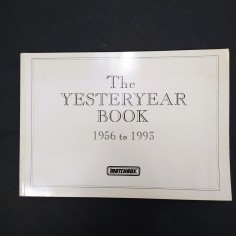 The
YESTERYEAR
BOOK
1956 to 1993
MATCHBOX